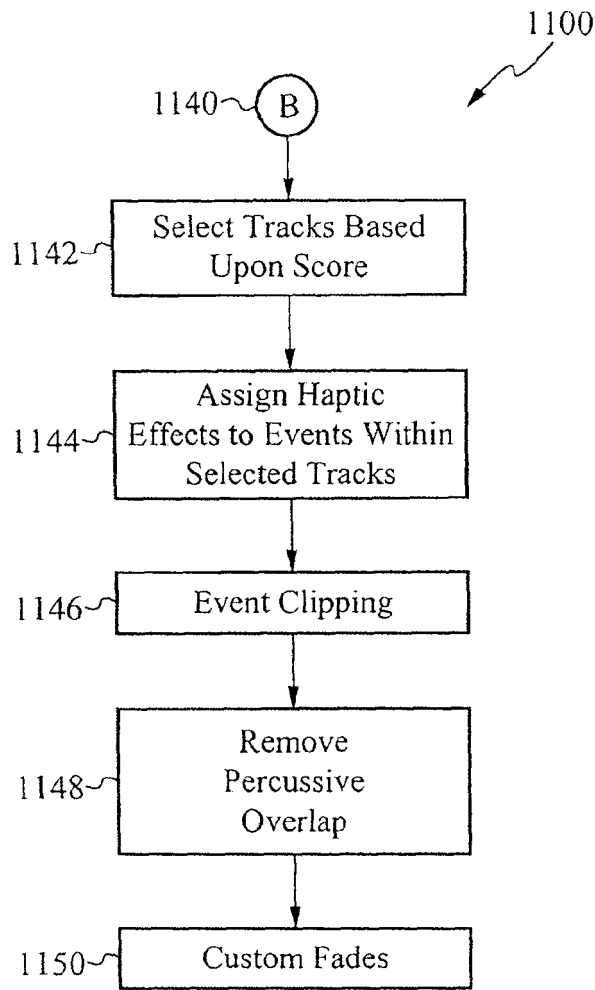 1100
1140
B
1142
Select Tracks Based
Upon Score
1144
Assign Haptic
Effects to Events Within
Selected Tracks
1146
Event Clipping
1148
Remove
Percussive
Overlap
1150
Custom Fades